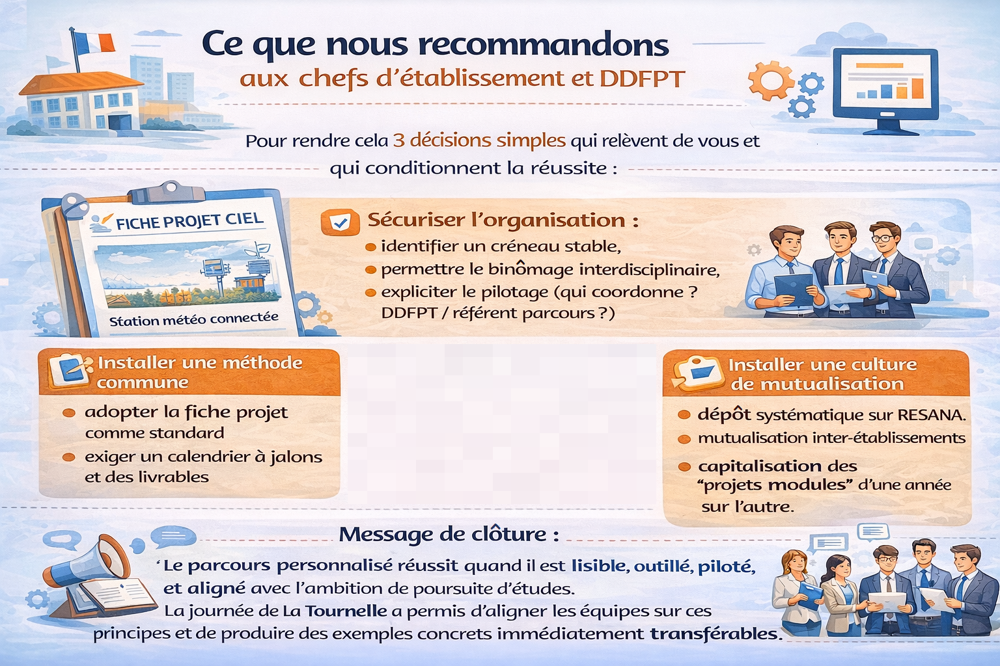 Ce que nous recommandons
aux chefs d'établissement et DDFPT
Pour rendre cela 3 décisions simples qui relèvent de vous et
qui conditionnent la réussite :
FICHE PROJET CIEL
Station météo connectée
Sécuriser l'organisation :
identifier un créneau stable,
permettre le binômage interdisciplinaire,
expliciter le pilotage (qui coordonne ?
DDFPT / référent parcours ?)
Installer une méthode
commune
adopter la fiche projet
comme standard
exiger un calendrier à jalons
et des livrables
Installer une culture
de mutualisation
dépôt systématique sur RESANA.
mutualisation inter-établissements
capitalisation des
“projets modules” d'une année
sur l'autre.
Message de clôture :
‘ Le parcours personnalisé réussit quand il est lisible, outillé, piloté,
et aligné avec l'ambition de poursuite d'études.
La journée de La Tournelle a permis d'aligner les équipes sur ces
principes et de produire des exemples concrets immédiatement transférables.